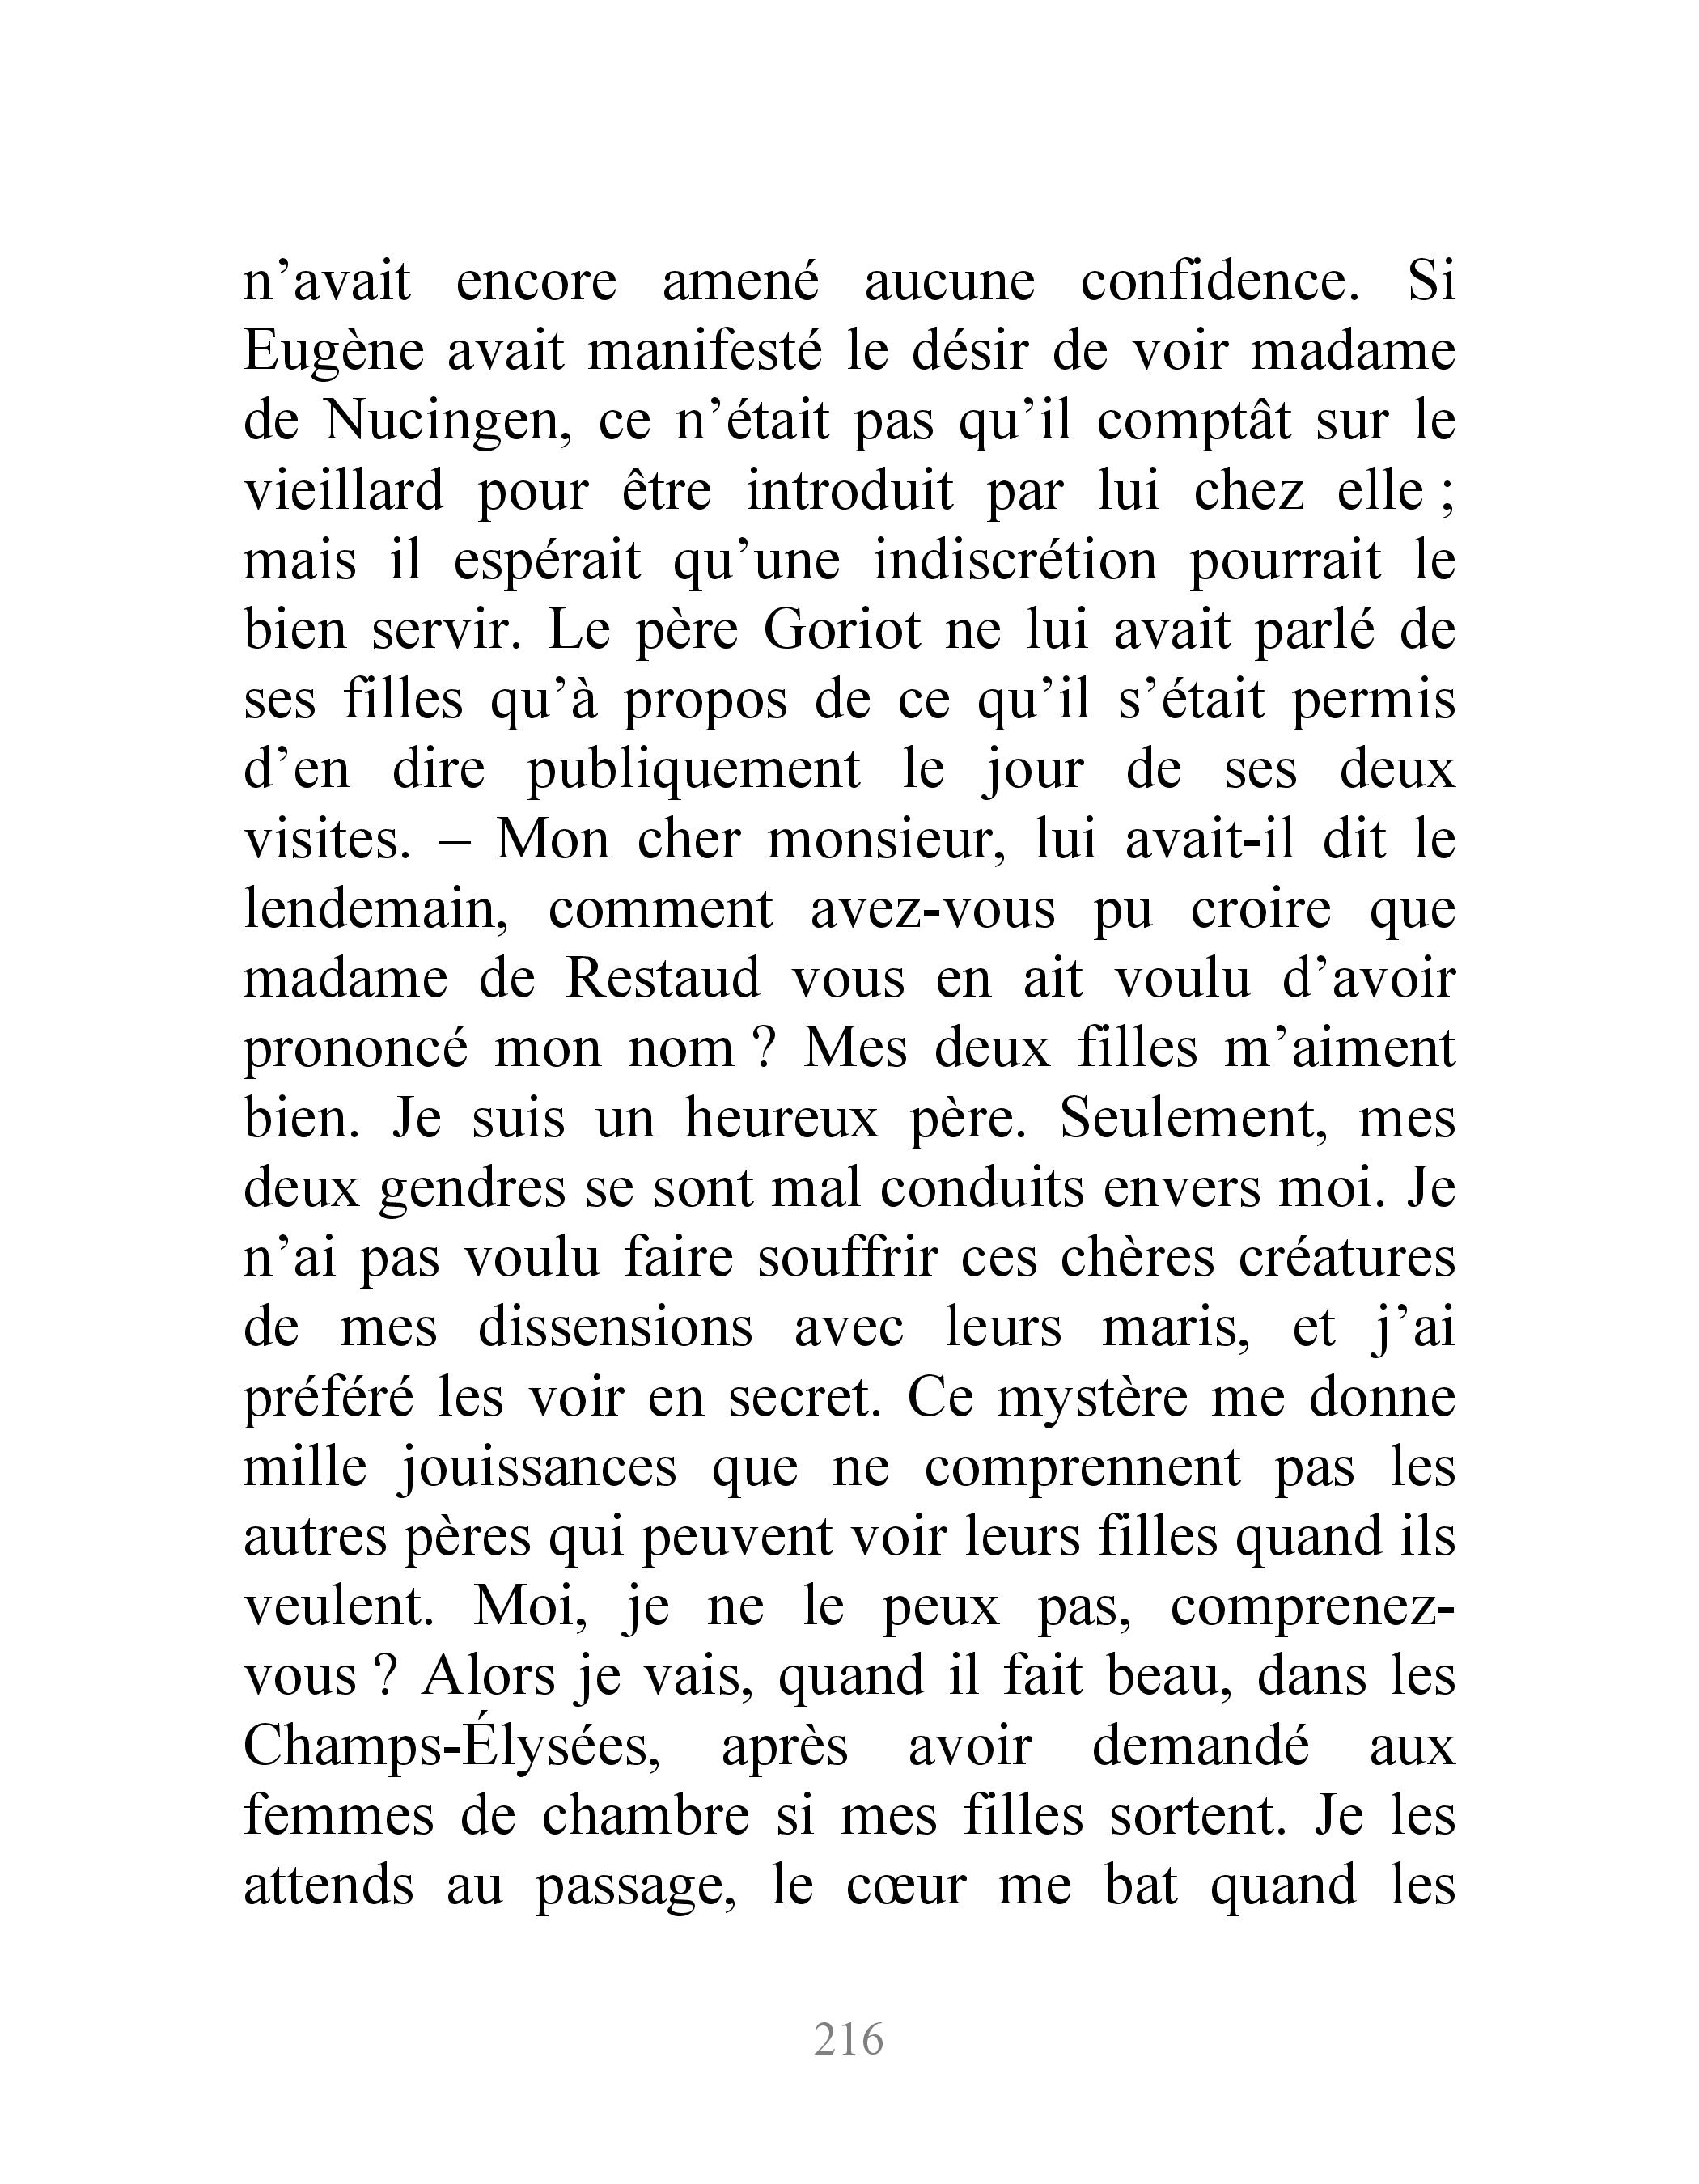 n’avait encore amené aucune confidence. Si
Eugène avait manifesté le désir de voir madame
de Nucingen, ce n’était pas qu’il comptât sur le
vieillard pour être introduit par lui chez elle ;
mais il espérait qu’une indiscrétion pourrait le
bien servir. Le père Goriot ne lui avait parlé de
ses filles qu’à propos de ce qu’il s’était permis
d’en dire publiquement le jour de ses deux
visites. – Mon cher monsieur, lui avait-il dit le
lendemain, comment avez-vous pu croire que
madame de Restaud vous en ait voulu d’avoir
prononcé mon nom ? Mes deux filles m’aiment
bien. Je suis un heureux père. Seulement, mes
deux gendres se sont mal conduits envers moi. Je
n’ai pas voulu faire souffrir ces chères créatures
de mes dissensions avec leurs maris, et j’ai
préféré les voir en secret. Ce mystère me donne
mille jouissances que ne comprennent pas les
autres pères qui peuvent voir leurs filles quand ils
veulent. Moi, je ne le peux pas, comprenez-
vous ? Alors je vais, quand il fait beau, dans les
Champs-Élysées, après avoir demandé aux
femmes de chambre si mes filles sortent. Je les
attends au passage, le cœur me bat quand les
216